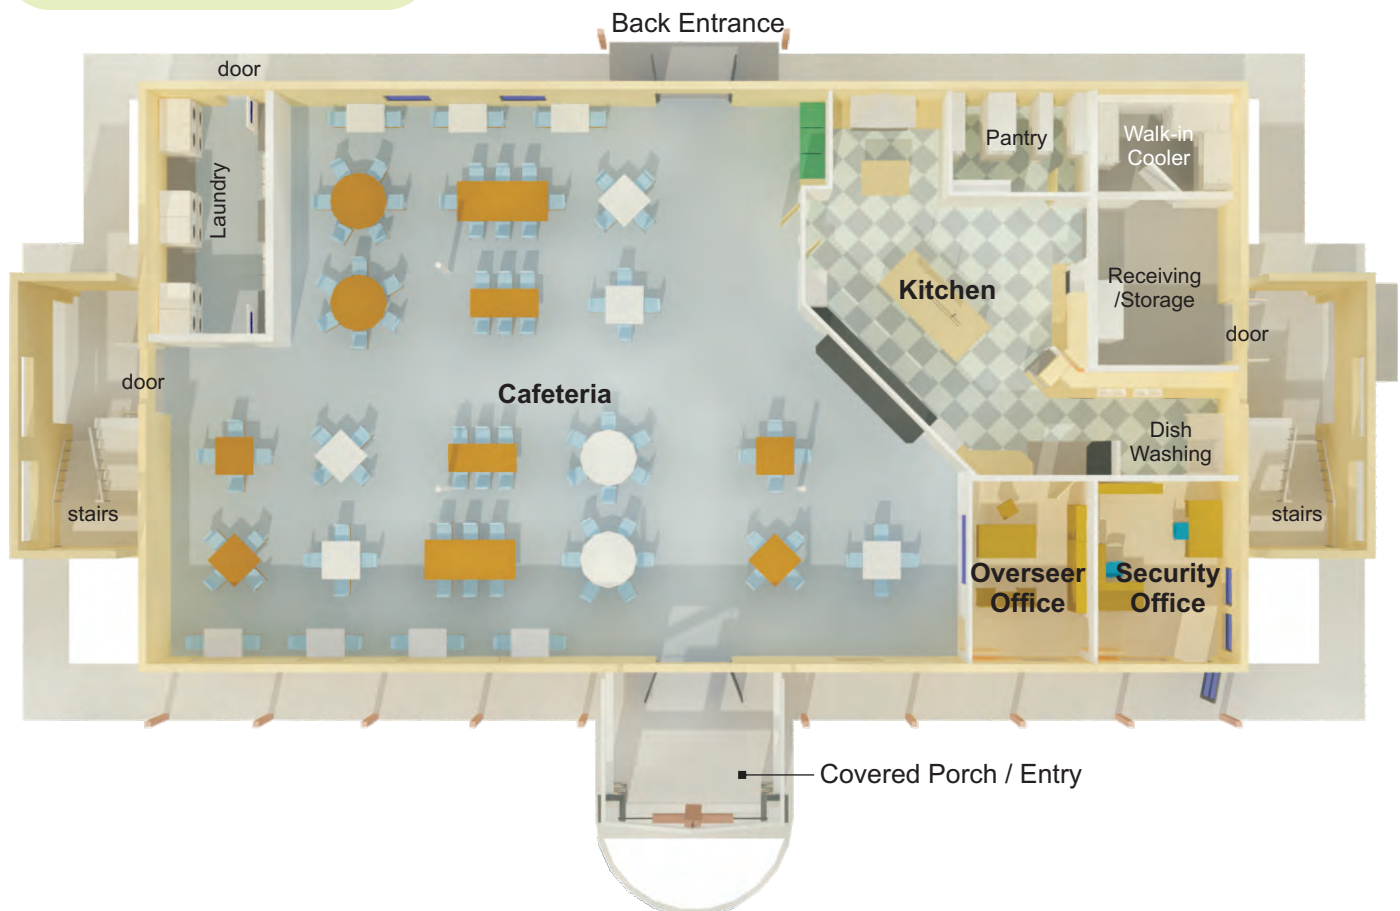 Back Entrance
door
Laundry
Pantry
Walk-in
Cooler
Kitchen
Receiving
/Storage
door
door
Cafeteria
Dish
Washing
stairs
stairs
Overseer
Office
Security
Office
Covered Porch / Entry